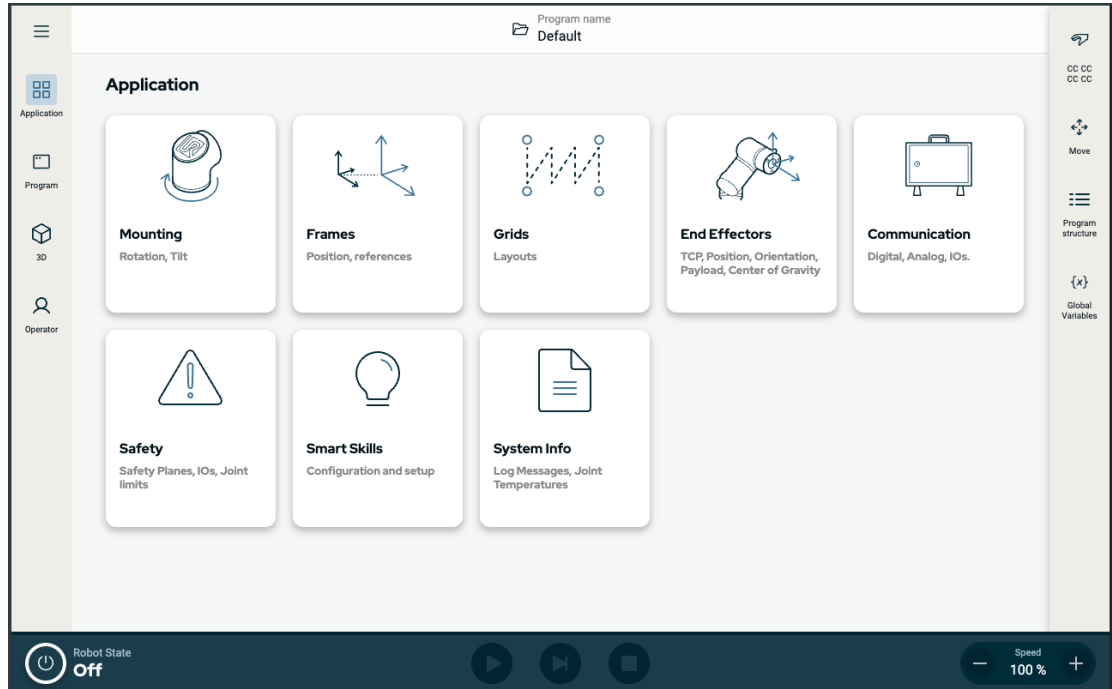 Program name
Default
Application
Program
3D
Operator
Application
Mounting
Rotation, Tilt
Frames
Position, references
Grids
Layouts
End Effectors
TCP, Position, Orientation,
Payload, Center of Gravity
Communication
Digital, Analog, IOs.
Safety
Safety Planes, IOs, Joint
limits
Smart Skills
Configuration and setup
System Info
Log Messages, Joint
Temperatures
CC CC
CC CC
Move
Program
structure
{x}
Global
Variables
Robot State
Off
Speed
100 %